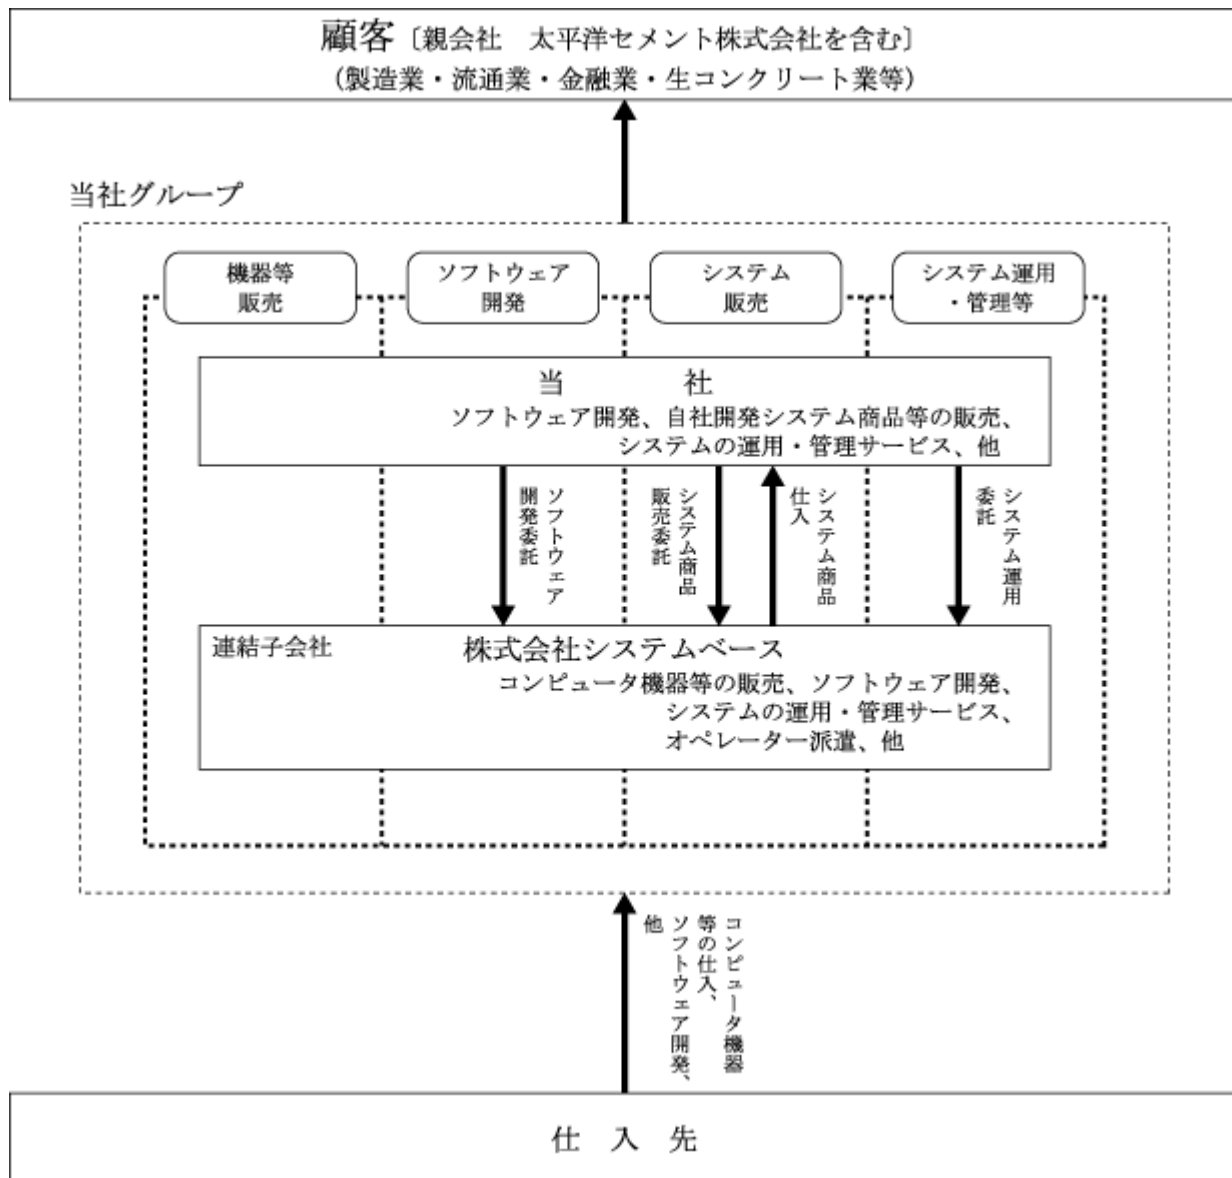 顧客〔親会社　太平洋セメント株式会社を含む〕
（製造業・流通業・金融業・生コンクリート業等）
当社グループ
機器等
販売
ソフトウェア
開発
システム
販売
システム運用
・管理等
当　社
ソフトウェア開発、自社開発システム商品等の販売、
システムの運用・管理サービス、他
ソフトウェア
開発委託
システム商品
販売委託
システム商品
仕入
システム運用
委託
連結子会社
株式会社システムベース
コンピュータ機器等の販売、ソフトウェア開発、
システムの運用・管理サービス、
オペレーター派遣、他
コンピュータ機器
等の仕入、
ソフトウェア開発、
他
仕　入　先